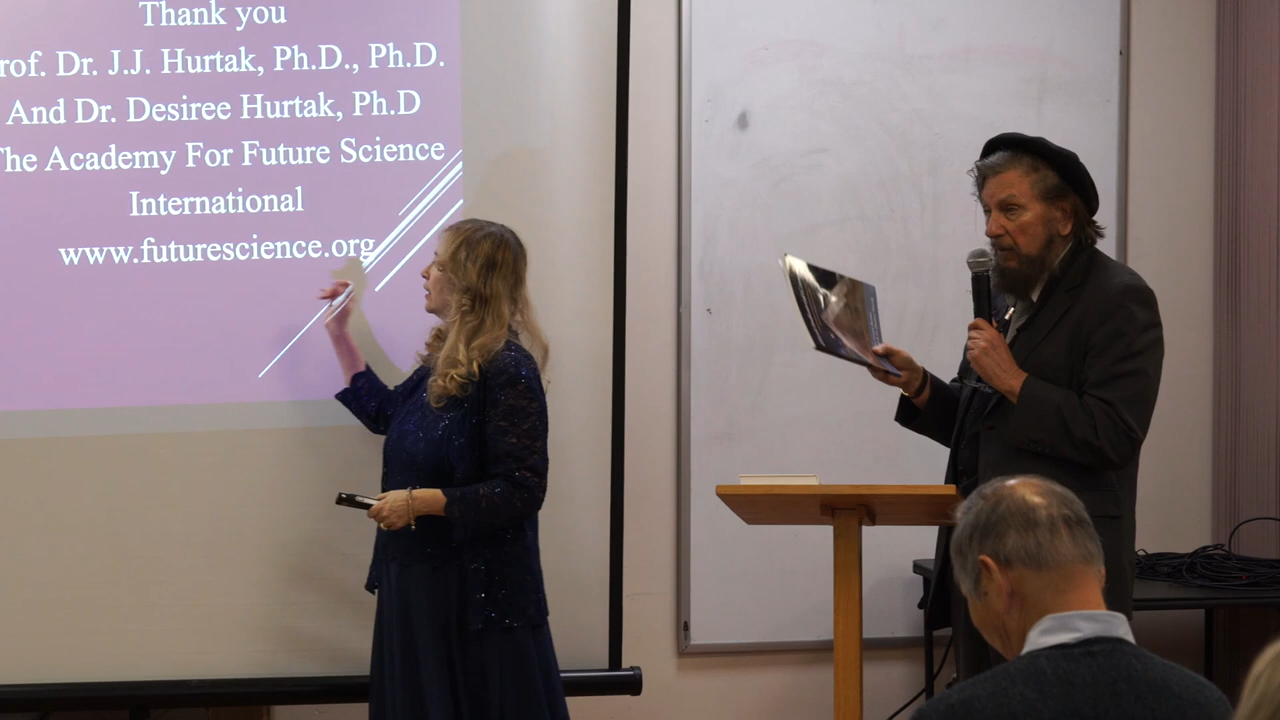 Thank you
rof. Dr. J.J. Hurtak, Ph.D., Ph.D.
And Dr. Desiree Hurtak, Ph.D
The Academy For Future Science
International
www.futurescience.org